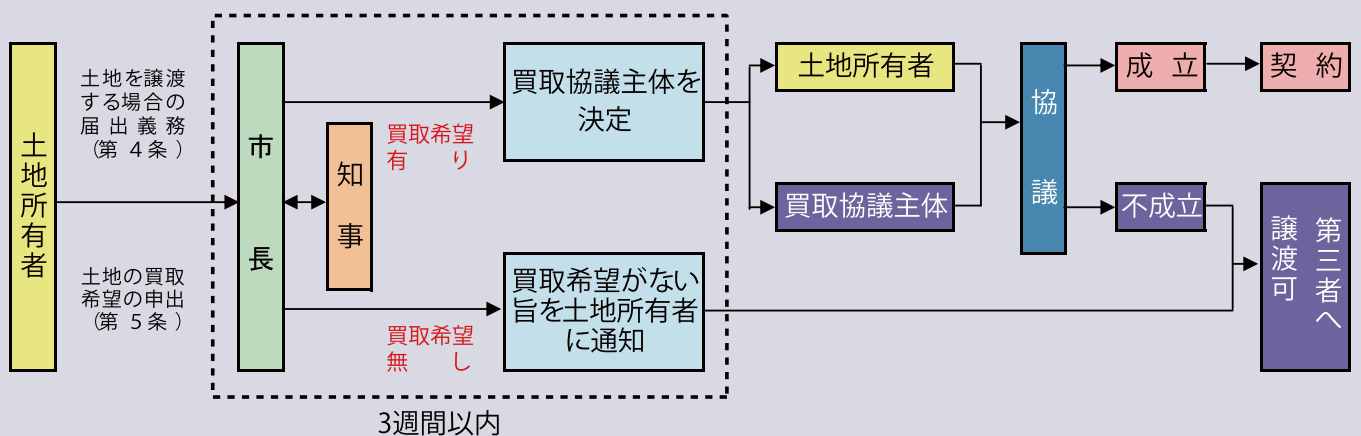 土地所有者
土地を譲渡
する場合の
届出義務
（第4条）
土地の買取
希望の申出
（第5条）
市長
知事
買取希望
有り
買取希望
無し
買取協議主体を
決定
買取希望がない
旨を土地所有者
に通知
3週間以内
土地所有者
買取協議主体
協議
成立
契約
不成立
第三者へ
譲渡可